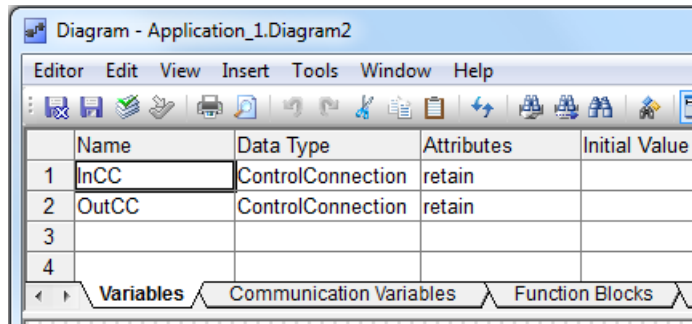 Diagram - Application_1.Diagram2
Editor Edit View Insert Tools Window Help
Name Data Type Attributes Initial Value
1 InCC ControlConnection retain
2 OutCC ControlConnection retain
3
4
Variables Communication Variables Function Blocks